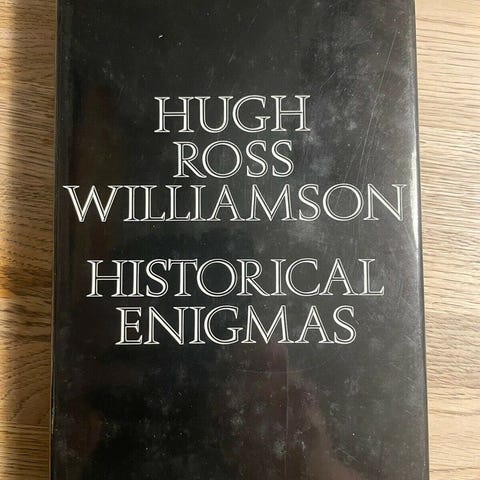 HUGH
ROSS
WILLIAMSON
HISTORICAL
ENIGMAS